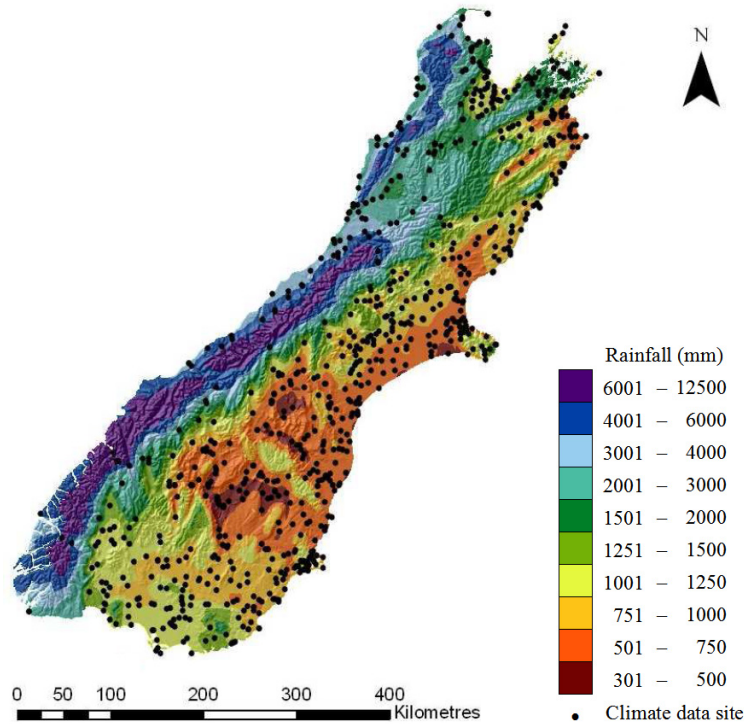 N
Rainfall (mm)
6001 – 12500
4001 – 6000
3001 – 4000
2001 – 3000
1501 – 2000
1251 – 1500
1001 – 1250
751 – 1000
501 – 750
301 – 500
Climate data site
0 50 100 200 300 400
Kilometres